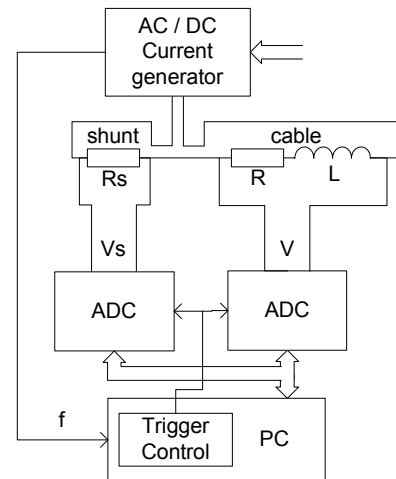 AC / DC
Current
generator
shunt
cable
Rs
R
L
Vs
V
ADC
ADC
f
Trigger
Control
PC